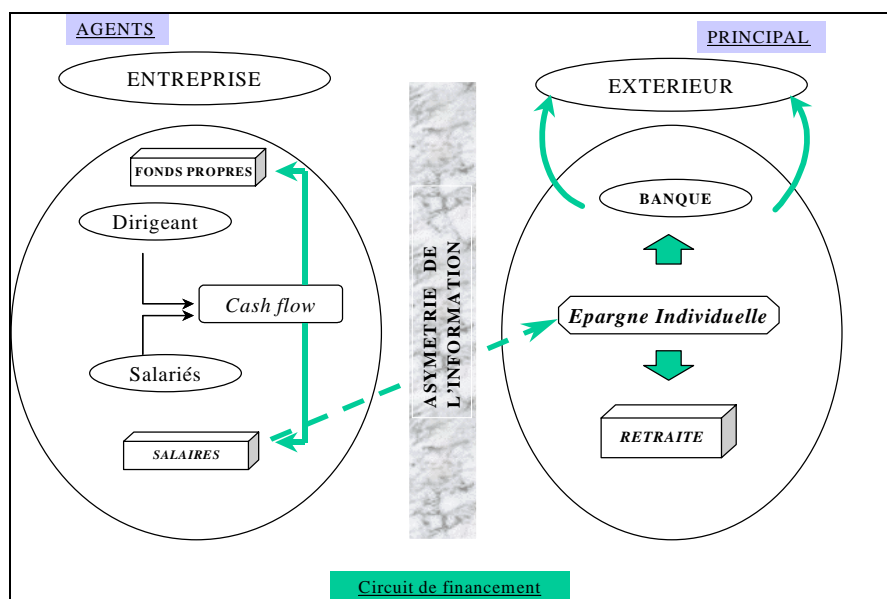 AGENTS
PRINCIPAL
ENTREPRISE
EXTERIEUR
FONDS PROPRES
BANQUE
Dirigeant
Cash flow
Epargne Individuelle
Salariés
ASYMETRIE DE
L'INFORMATION
SALAIRES
RETRAITE
Circuit de financement